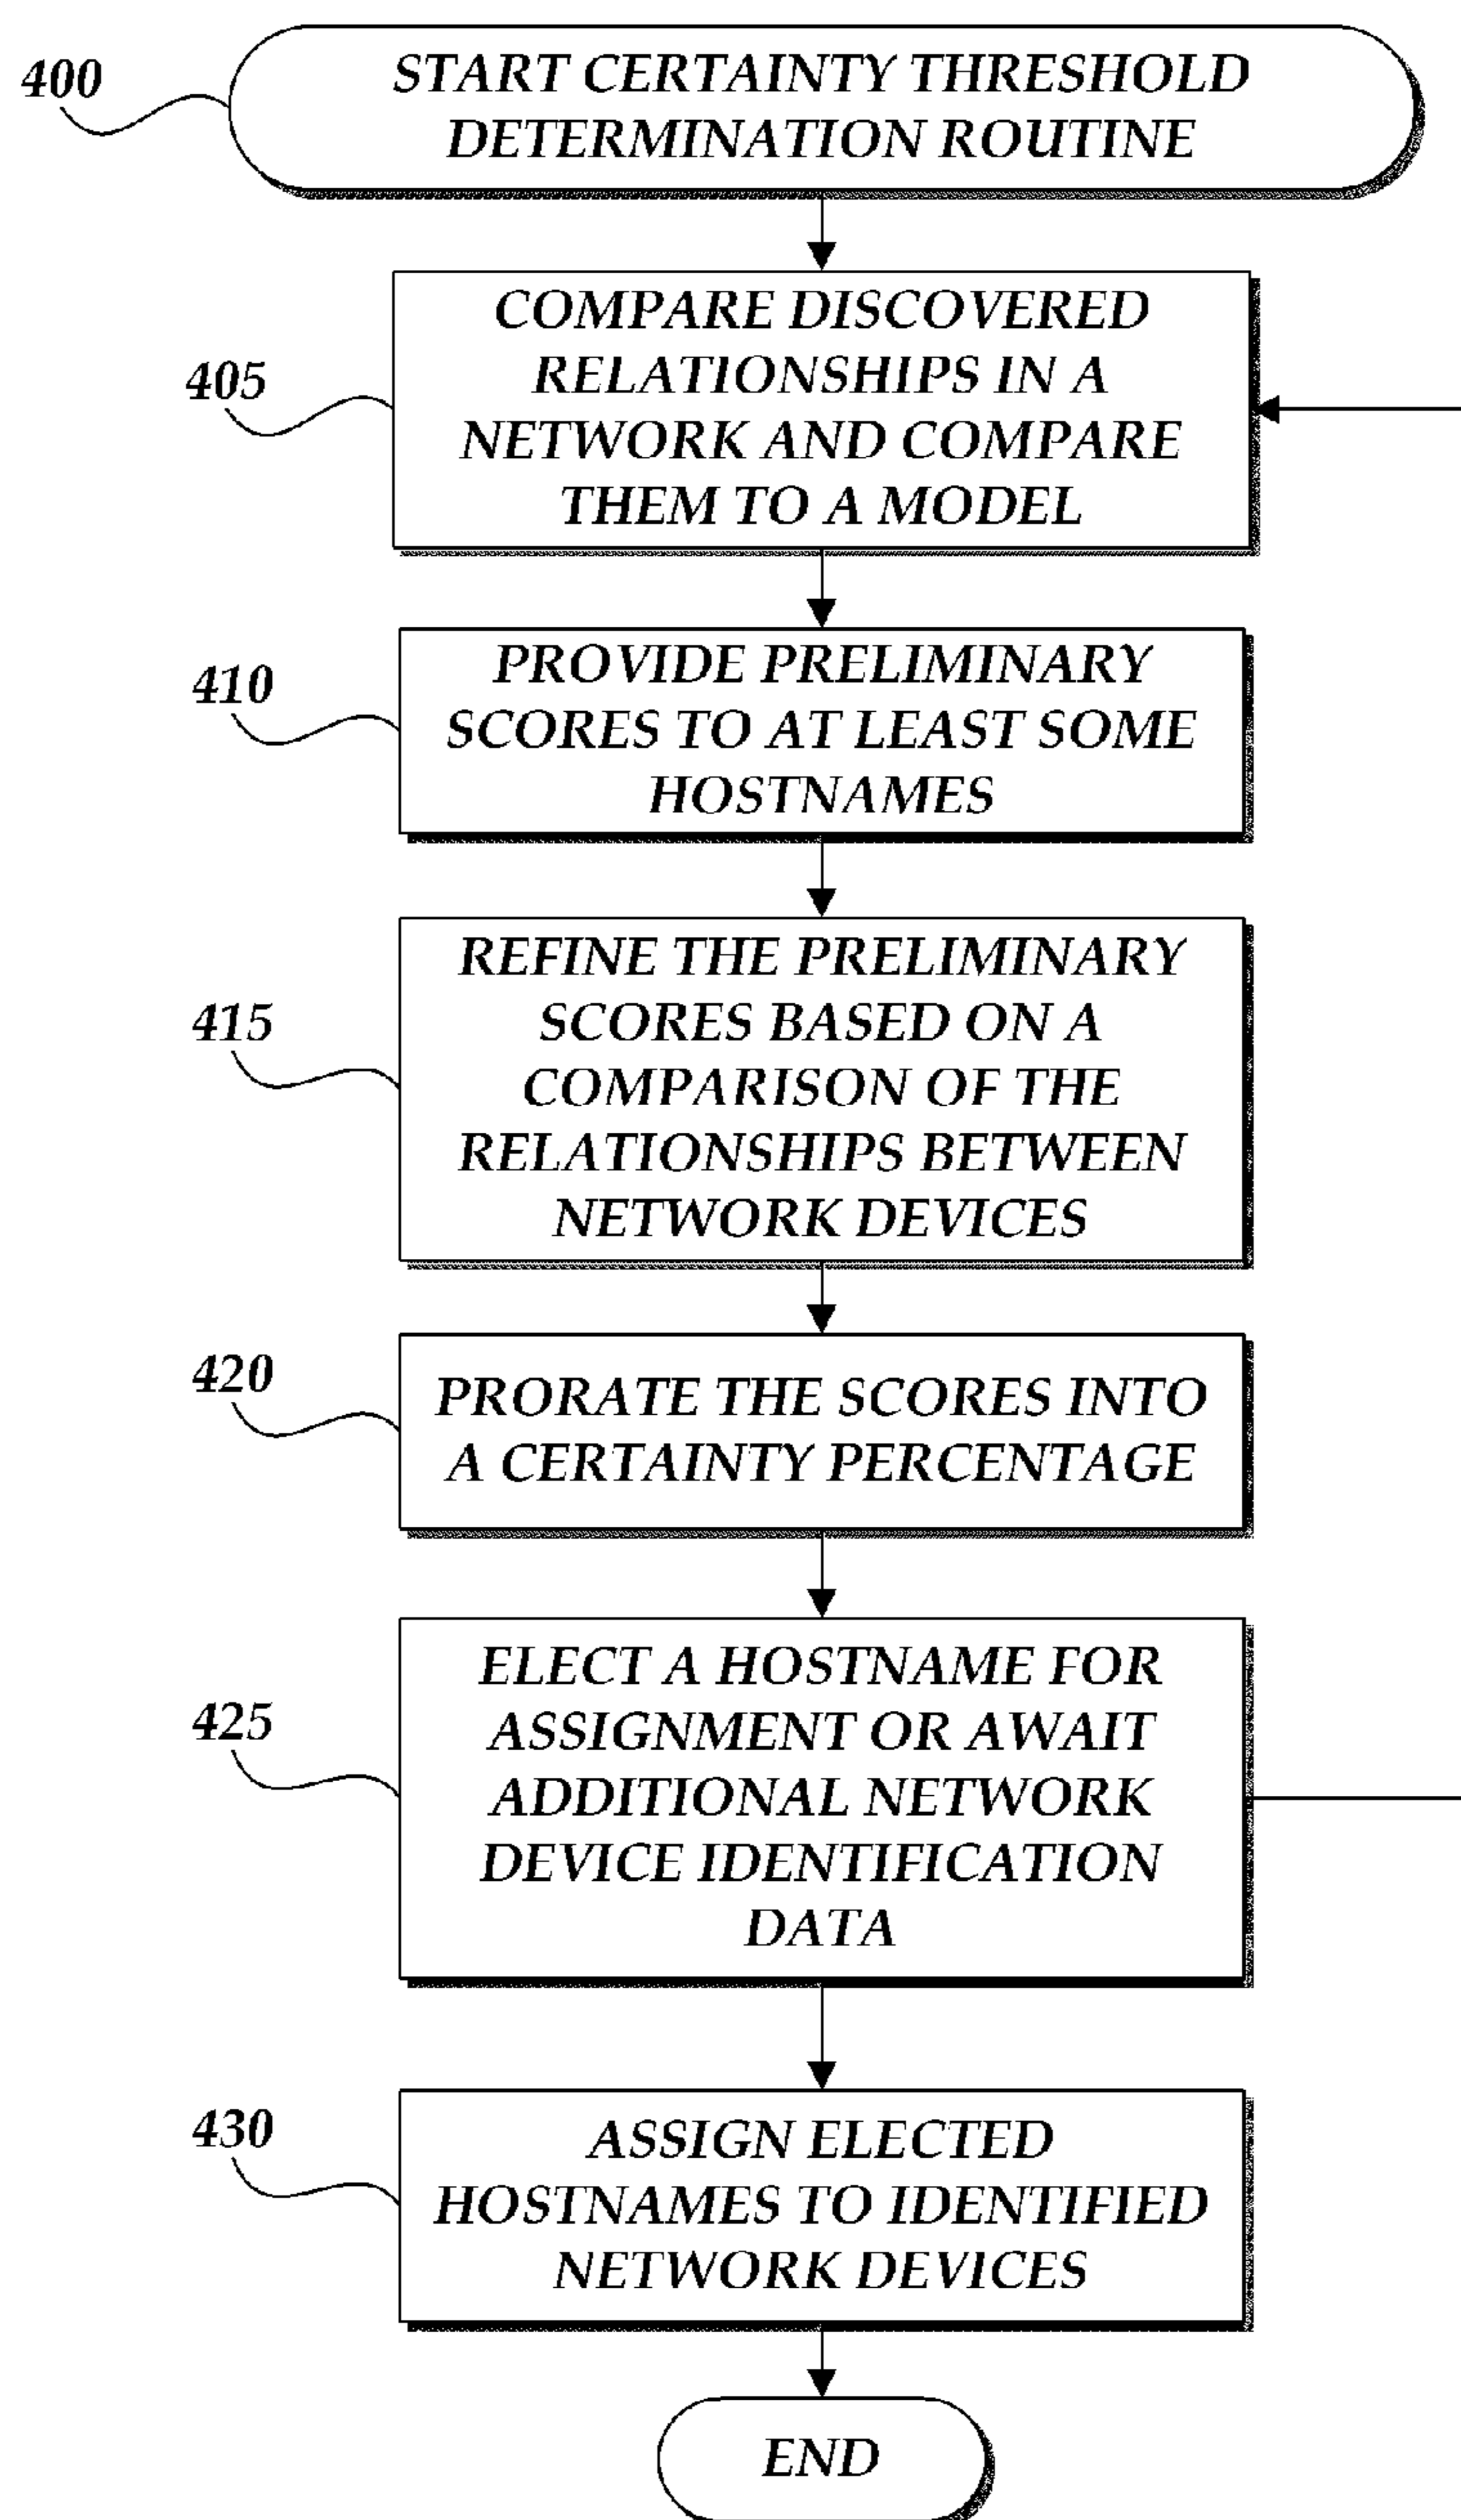 400
START CERTAINTY THRESHOLD
DETERMINATION ROUTINE
405
COMPARE DISCOVERED
RELATIONSHIPS IN A
NETWORK AND COMPARE
THEM TO A MODEL
410
PROVIDE PRELIMINARY
SCORES TO AT LEAST SOME
HOSTNAMES
415
REFINE THE PRELIMINARY
SCORES BASED ON A
COMPARISON OF THE
RELATIONSHIPS BETWEEN
NETWORK DEVICES
420
PRORATE THE SCORES INTO
A CERTAINTY PERCENTAGE
425
ELECT A HOSTNAME FOR
ASSIGNMENT OR AWAIT
ADDITIONAL NETWORK
DEVICE IDENTIFICATION
DATA
430
ASSIGN ELECTED
HOSTNAMES TO IDENTIFIED
NETWORK DEVICES
END